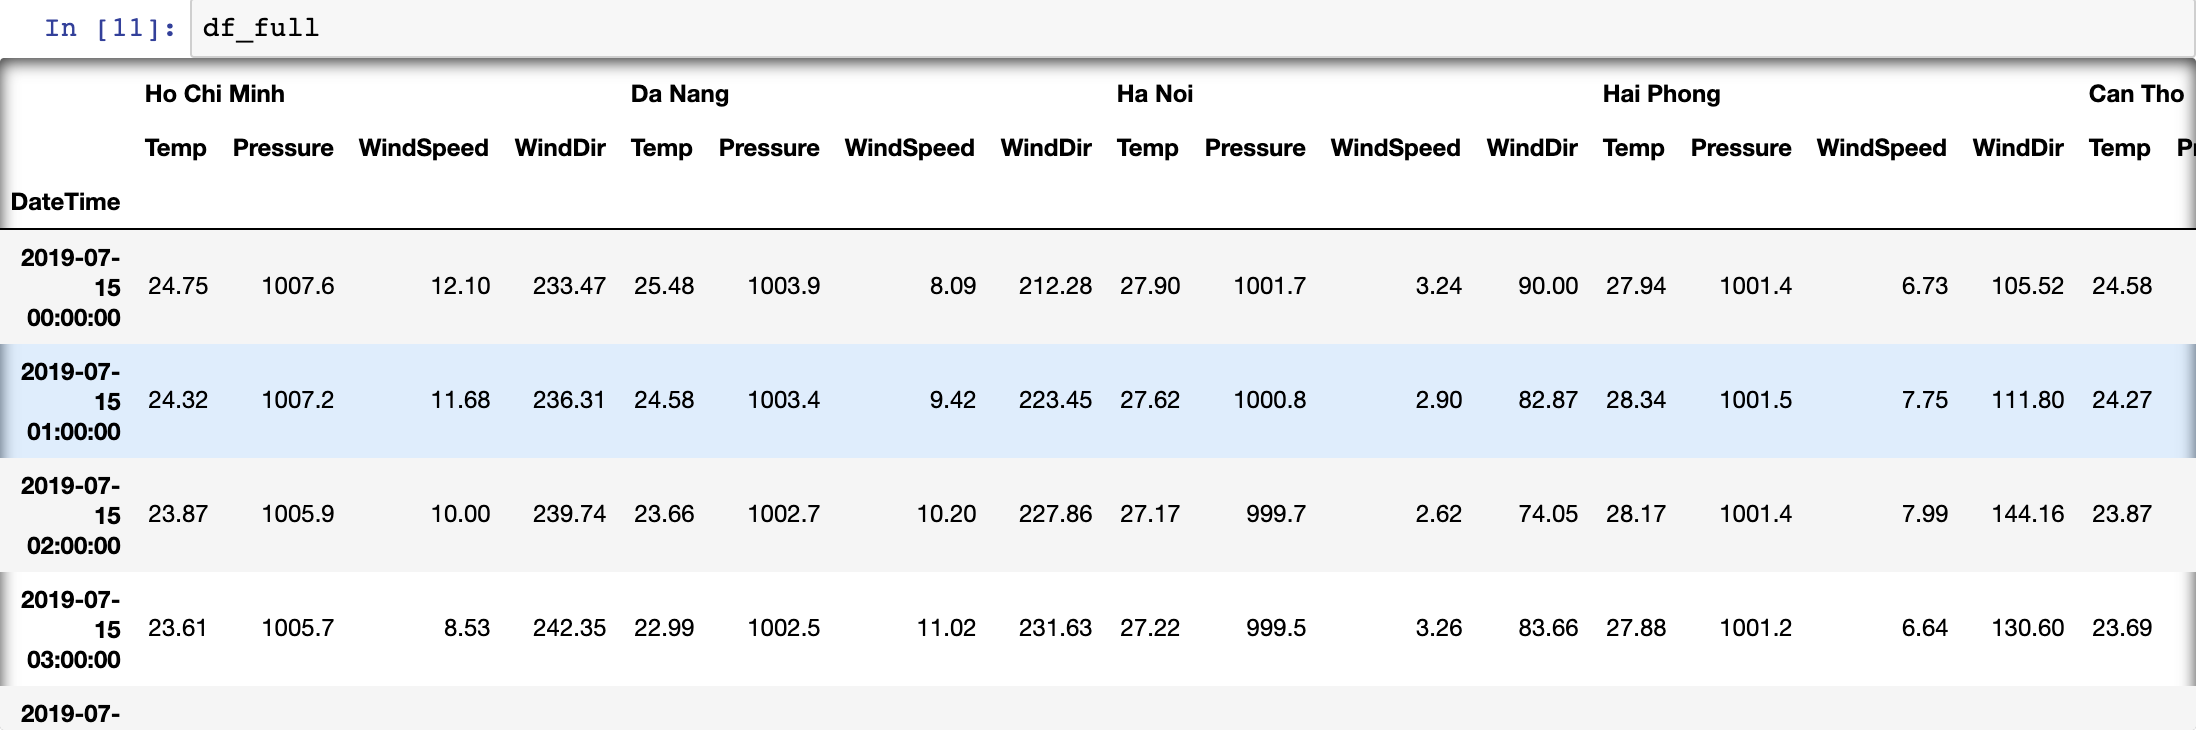 In [11]: df_full
Ho Chi Minh Da Nang Ha Noi Hai Phong Can Tho
Temp Pressure WindSpeed WindDir Temp Pressure WindSpeed WindDir Temp Pressure WindSpeed WindDir Temp Pressure WindSpeed WindDir Temp
DateTime
2019-07-
15
00:00:00
24.75 1007.6 12.10 233.47 25.48 1003.9 8.09 212.28 27.90 1001.7 3.24 90.00 27.94 1001.4 6.73 105.52 24.58
2019-07-
15
01:00:00
24.32 1007.2 11.68 236.31 24.58 1003.4 9.42 223.45 27.62 1000.8 2.90 82.87 28.34 1001.5 7.75 111.80 24.27
2019-07-
15
02:00:00
23.87 1005.9 10.00 239.74 23.66 1002.7 10.20 227.86 27.17 999.7 2.62 74.05 28.17 1001.4 7.99 144.16 23.87
2019-07-
15
03:00:00
23.61 1005.7 8.53 242.35 22.99 1002.5 11.02 231.63 27.22 999.5 3.26 83.66 27.88 1001.2 6.64 130.60 23.69
2019-07-